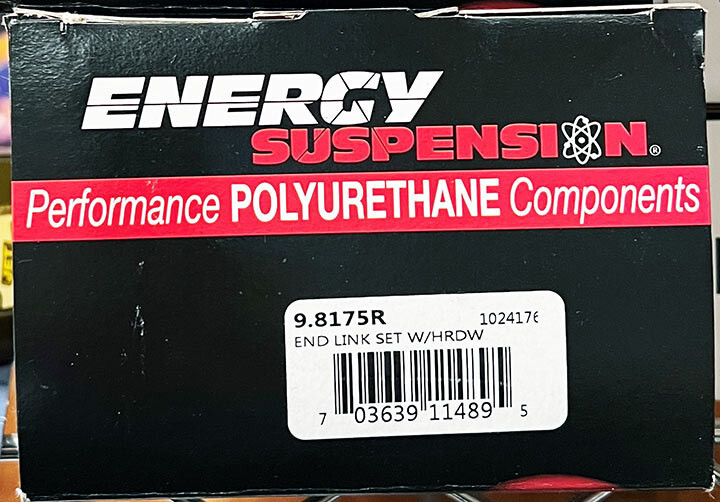 ENERGY
SUSPENSION®
Performance POLYURETHANE Components
9.8175R 1024176
END LINK SET W/HRDW
7 03639 11489 5